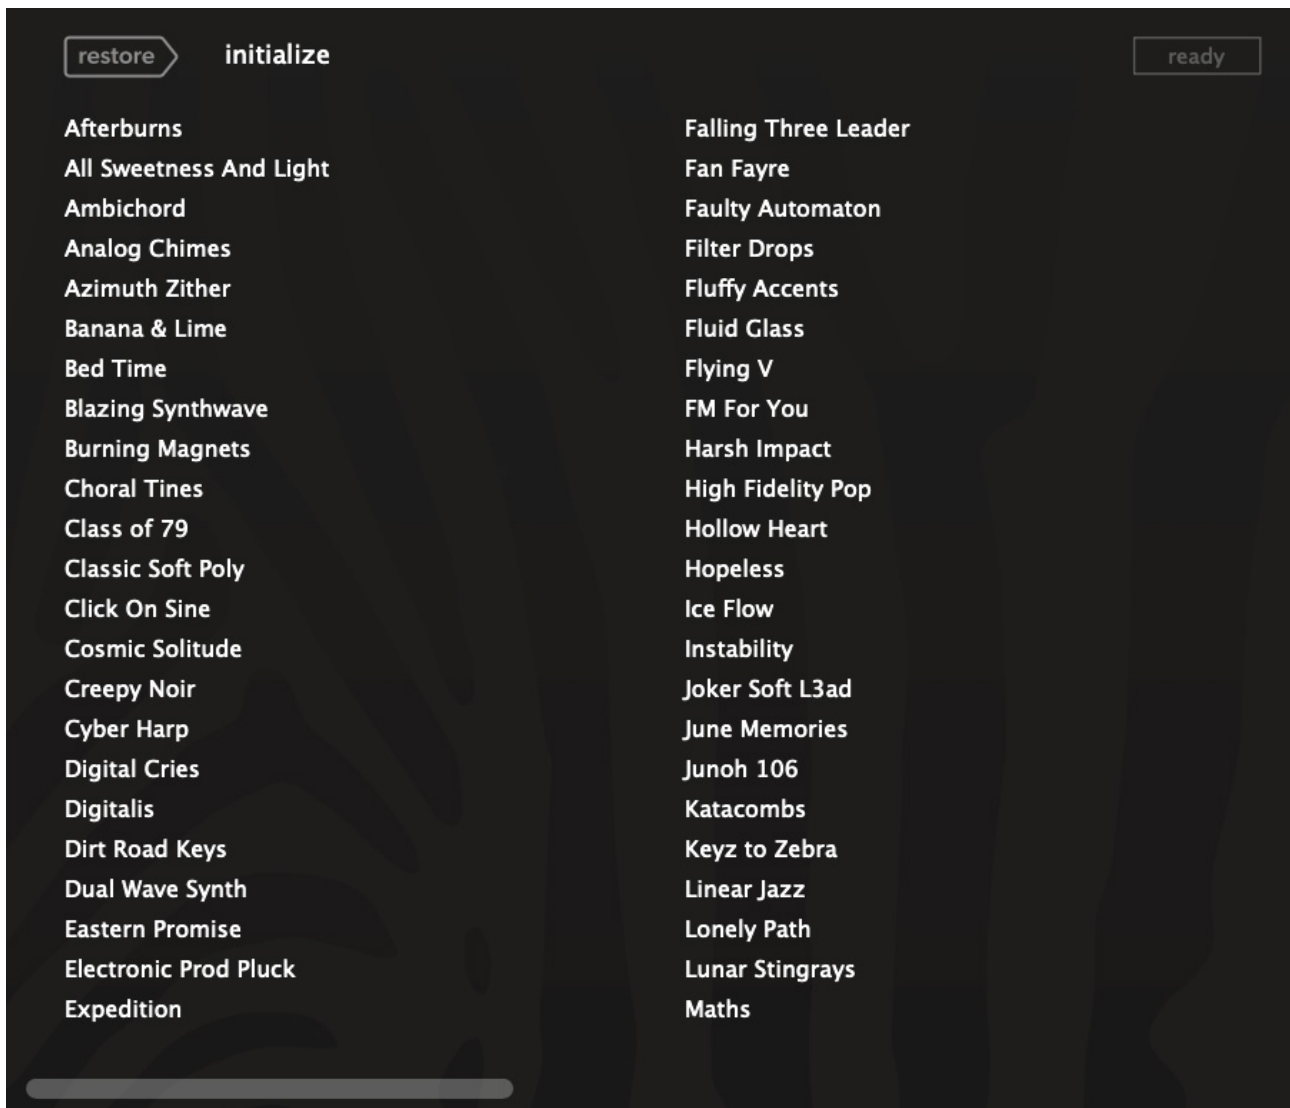 restore initialize ready
Afterburns
All Sweetness And Light
Ambichord
Analog Chimes
Azimuth Zither
Banana & Lime
Bed Time
Blazing Synthwave
Burning Magnets
Choral Tines
Class of 79
Classic Soft Poly
Click On Sine
Cosmic Solitude
Creepy Noir
Cyber Harp
Digital Cries
Digitalis
Dirt Road Keys
Dual Wave Synth
Eastern Promise
Electronic Prod Pluck
Expedition
Falling Three Leader
Fan Fayre
Faulty Automaton
Filter Drops
Fluffy Accents
Fluid Glass
Flying V
FM For You
Harsh Impact
High Fidelity Pop
Hollow Heart
Hopeless
Ice Flow
Instability
Joker Soft L3ad
June Memories
Junoh 106
Katacombs
Keyz to Zebra
Linear Jazz
Lonely Path
Lunar Stingrays
Maths